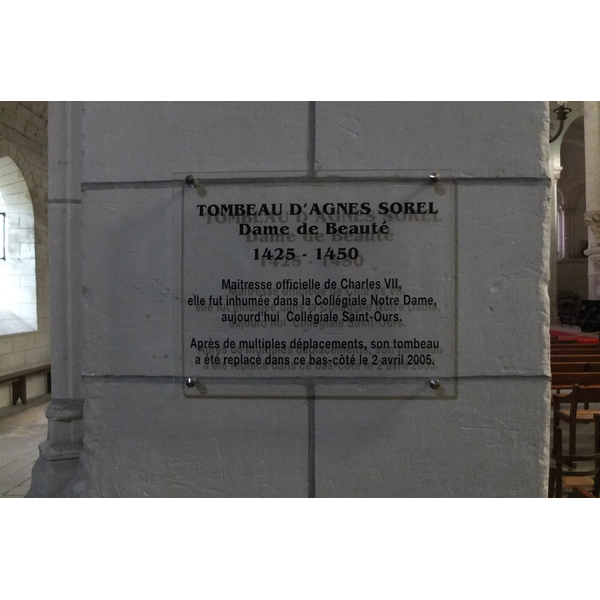 TOMBEAU D'AGNES SOREL
Dame de Beauté
1425 - 1450
Maitresse officielle de Charles VII,
elle fut inhumée dans la Collégiale Notre Dame,
aujourd'hui Collégiale Saint-Ours.
Après de multiples déplacements, son tombeau
a été replacé dans ce bas-côté le 2 avril 2005.